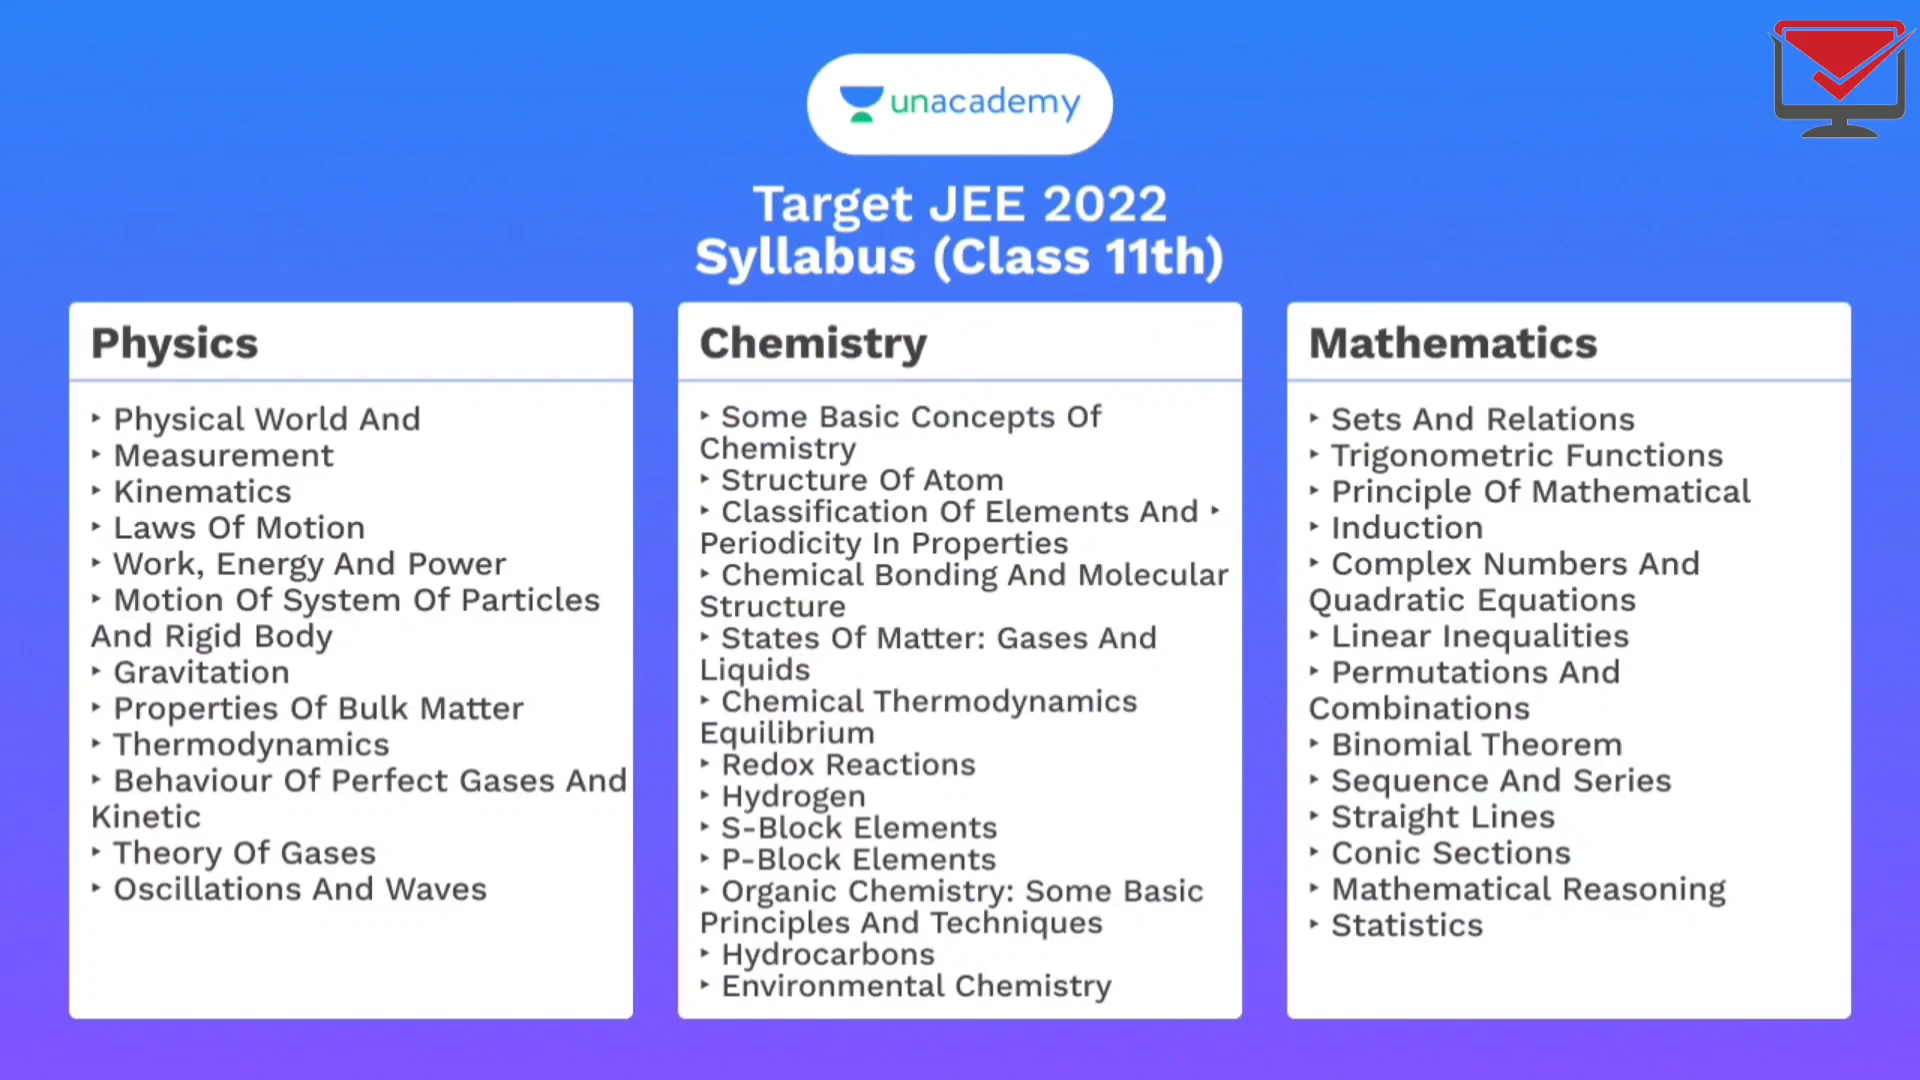 unacademy
Target JEE 2022
Syllabus (Class 11th)
Physics
‣ Physical World And
‣ Measurement
‣ Kinematics
‣ Laws Of Motion
‣ Work, Energy And Power
‣ Motion Of System Of Particles
And Rigid Body
‣ Gravitation
‣ Properties Of Bulk Matter
‣ Thermodynamics
‣ Behaviour Of Perfect Gases And
Kinetic
‣ Theory Of Gases
‣ Oscillations And Waves
Chemistry
‣ Some Basic Concepts Of
Chemistry
‣ Structure Of Atom
‣ Classification Of Elements And ‣
Periodicity In Properties
‣ Chemical Bonding And Molecular
Structure
‣ States Of Matter: Gases And
Liquids
‣ Chemical Thermodynamics
Equilibrium
‣ Redox Reactions
‣ Hydrogen
‣ S-Block Elements
‣ P-Block Elements
‣ Organic Chemistry: Some Basic
Principles And Techniques
‣ Hydrocarbons
‣ Environmental Chemistry
Mathematics
‣ Sets And Relations
‣ Trigonometric Functions
‣ Principle Of Mathematical
‣ Induction
‣ Complex Numbers And
Quadratic Equations
‣ Linear Inequalities
‣ Permutations And
Combinations
‣ Binomial Theorem
‣ Sequence And Series
‣ Straight Lines
‣ Conic Sections
‣ Mathematical Reasoning
‣ Statistics